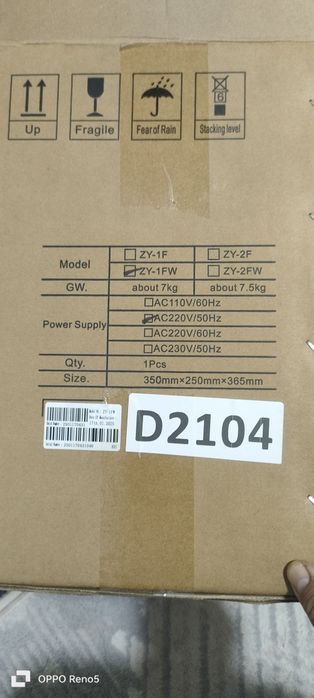 Up Fragile Fear of Rain Stacking level
6
Model ZY-1F ZY-2F
ZY-1FW ZY-2FW
GW. about 7kg about 7.5kg
Power Supply AC110V/60Hz
AC220V/50Hz
AC220V/60Hz
AC230V/50Hz
Qty. 1Pcs
Size. 350mm×250mm×365mm
D2104
OPPO Reno5